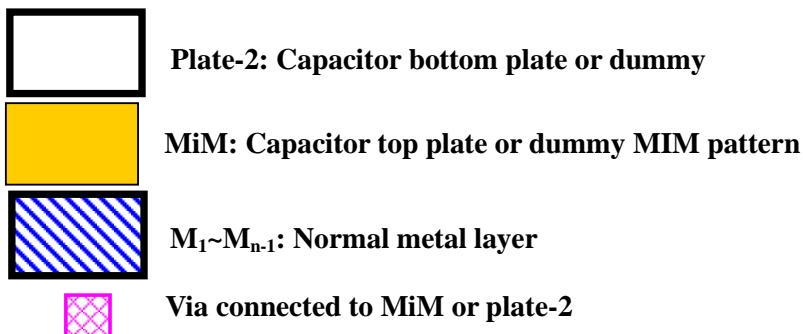 Plate-2: Capacitor bottom plate or dummy
MiM: Capacitor top plate or dummy MIM pattern
M₁~Mₙ₋₁: Normal metal layer
Via connected to MiM or plate-2